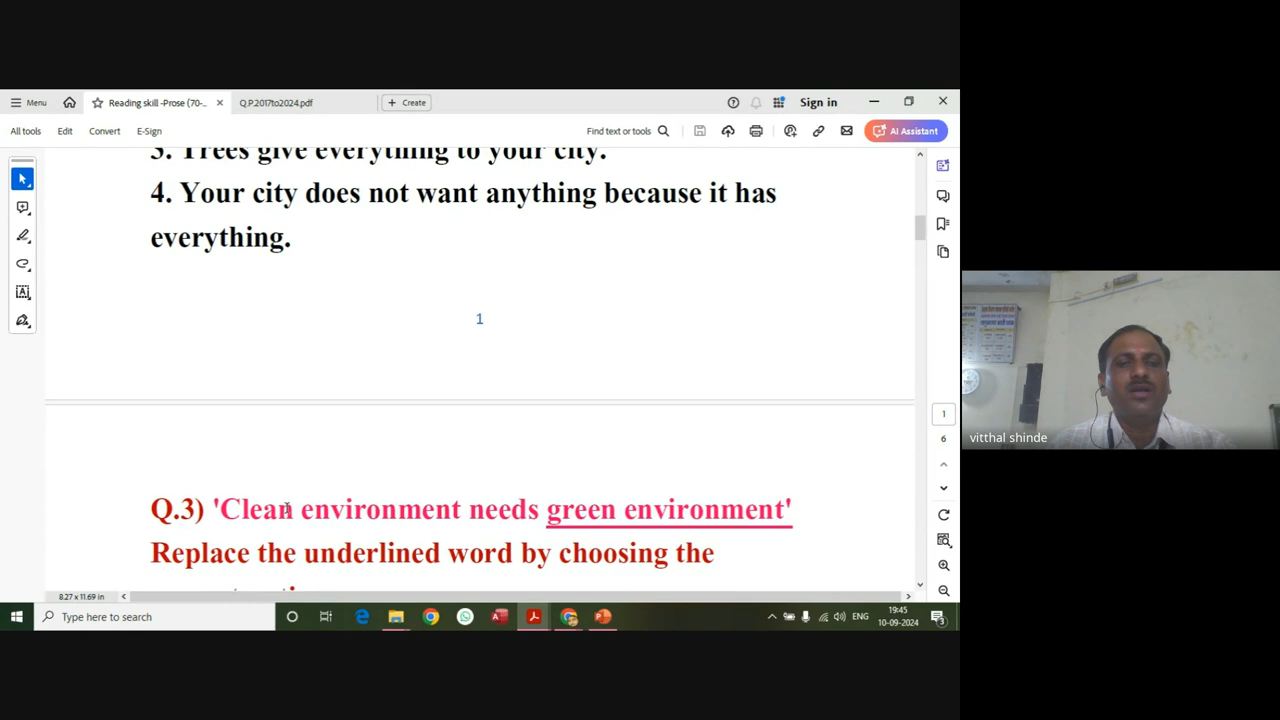 Menu
Reading skill -Prose (70-...
Q.P.2017to2024.pdf
Create
Sign in
All tools
Edit
Convert
E-Sign
Find text or tools
AI Assistant
3. Trees give everything to your city.
4. Your city does not want anything because it has
everything.
1
1
6
vitthal shinde
Q.3) 'Clean environment needs green environment'
Replace the underlined word by choosing the
8.27 x 11.69 in
Type here to search
ENG
19:45
10-09-2024
3